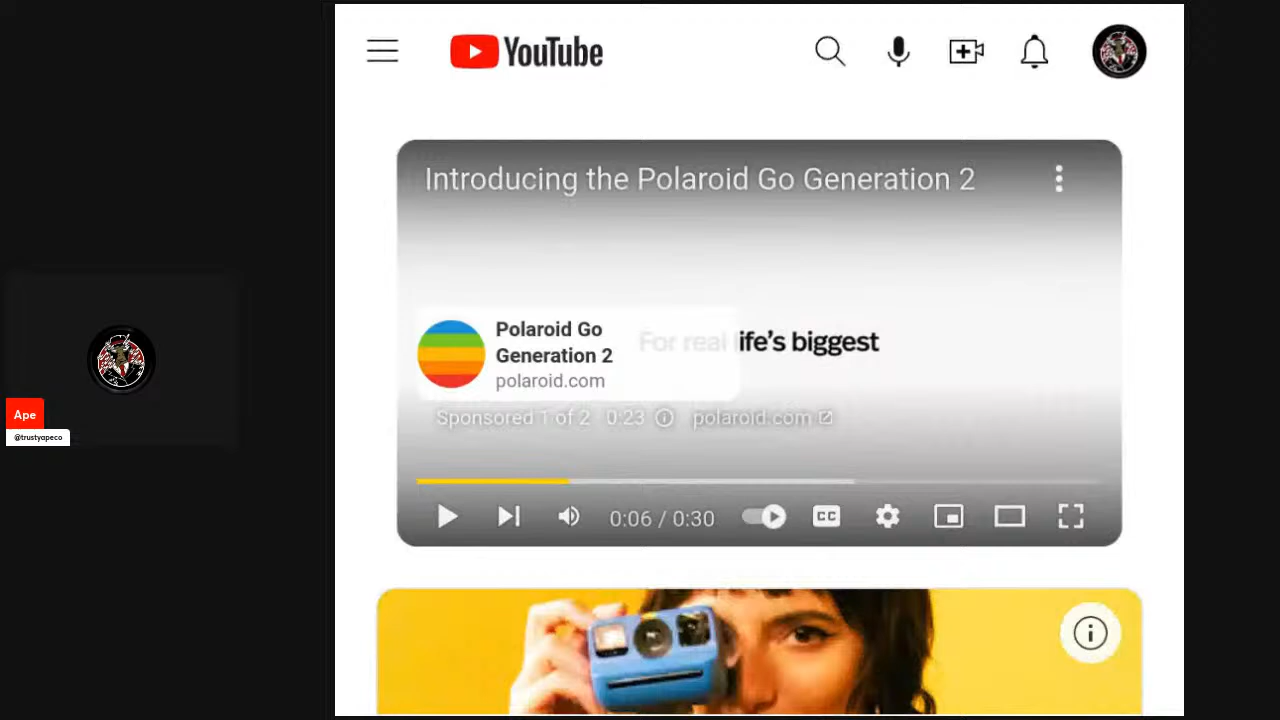 YouTube
Introducing the Polaroid Go Generation 2
Polaroid Go
Generation 2
polaroid.com
For real life's biggest
Sponsored 1 of 2 0:23 polaroid.com
0:06 / 0:30
CC
Ape
@trustyapeco